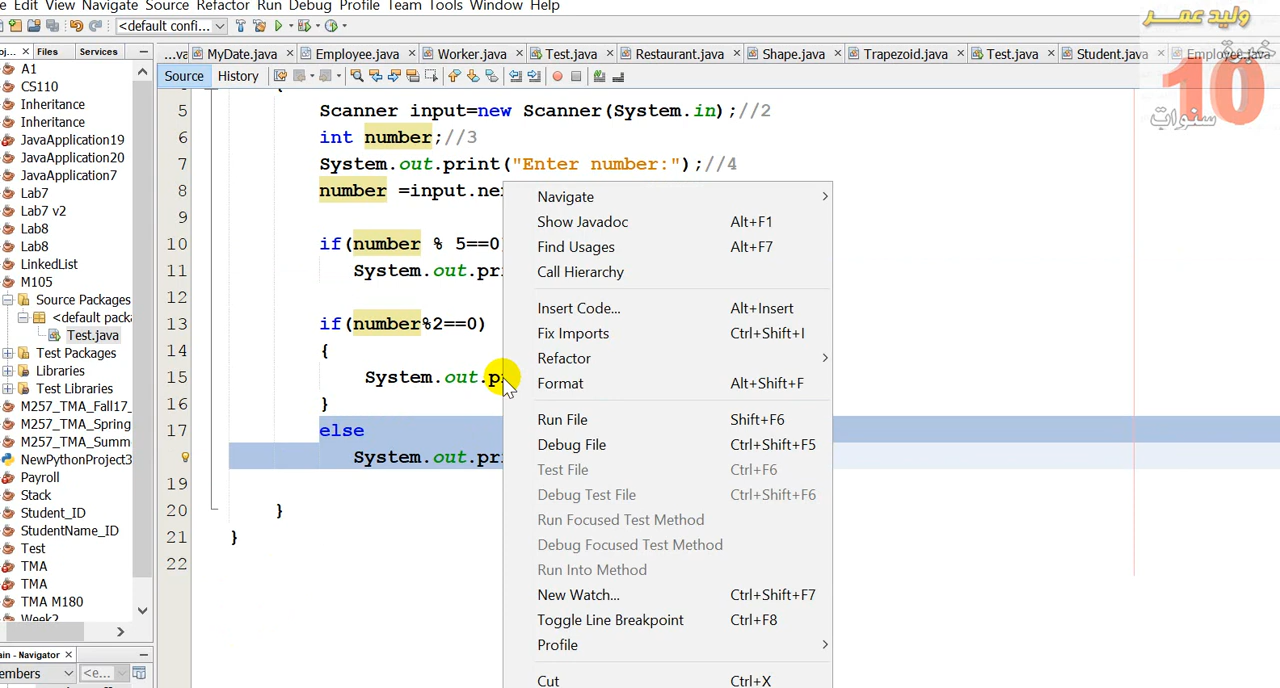 e Edit View Navigate Source Refactor Run Debug Profile Team Tools Window Help
<default confi...
وليد عمر
خبرة
10
سنوات
oj... Files Services
...va MyDate.java Employee.java Worker.java Test.java Restaurant.java Shape.java Trapezoid.java Test.java Student.java Employee.java
Source History
A1
CS110
Inheritance
Inheritance
JavaApplication19
JavaApplication20
JavaApplication7
Lab7
Lab7 v2
Lab8
Lab8
LinkedList
M105
Source Packages
<default pack
Test.java
Test Packages
Libraries
Test Libraries
M257_TMA_Fall17_
M257_TMA_Spring
M257_TMA_Summ
NewPythonProject3
Payroll
Stack
Student_ID
StudentName_ID
Test
TMA
TMA
TMA M180
Week2
ain - Navigator
embers <e...
5 Scanner input=new Scanner(System.in);//2
6 int number;//3
7 System.out.print("Enter number:");//4
8 number =input.ne
9
10 if(number % 5==0
11 System.out.pri
12
13 if(number%2==0)
14 {
15 System.out.p
16 }
17 else
System.out.pri
19
20 }
21 }
22
Navigate
Show Javadoc Alt+F1
Find Usages Alt+F7
Call Hierarchy
Insert Code... Alt+Insert
Fix Imports Ctrl+Shift+I
Refactor
Format Alt+Shift+F
Run File Shift+F6
Debug File Ctrl+Shift+F5
Test File Ctrl+F6
Debug Test File Ctrl+Shift+F6
Run Focused Test Method
Debug Focused Test Method
Run Into Method
New Watch... Ctrl+Shift+F7
Toggle Line Breakpoint Ctrl+F8
Profile
Cut Ctrl+X